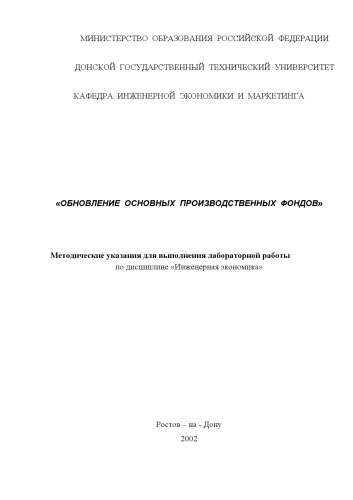 МИНИСТЕРСТВО ОБРАЗОВАНИЯ РОССИЙСКОЙ ФЕДЕРАЦИИ
ДОНСКОЙ ГОСУДАРСТВЕННЫЙ ТЕХНИЧЕСКИЙ УНИВЕРСИТЕТ
КАФЕДРА ИНЖЕНЕРНОЙ ЭКОНОМИКИ И МАРКЕТИНГА
«ОБНОВЛЕНИЕ ОСНОВНЫХ ПРОИЗВОДСТВЕННЫХ ФОНДОВ»
Методические указания для выполнения лабораторной работы
по дисциплине «Инженерная экономика»
Ростов – на - Дону
2002